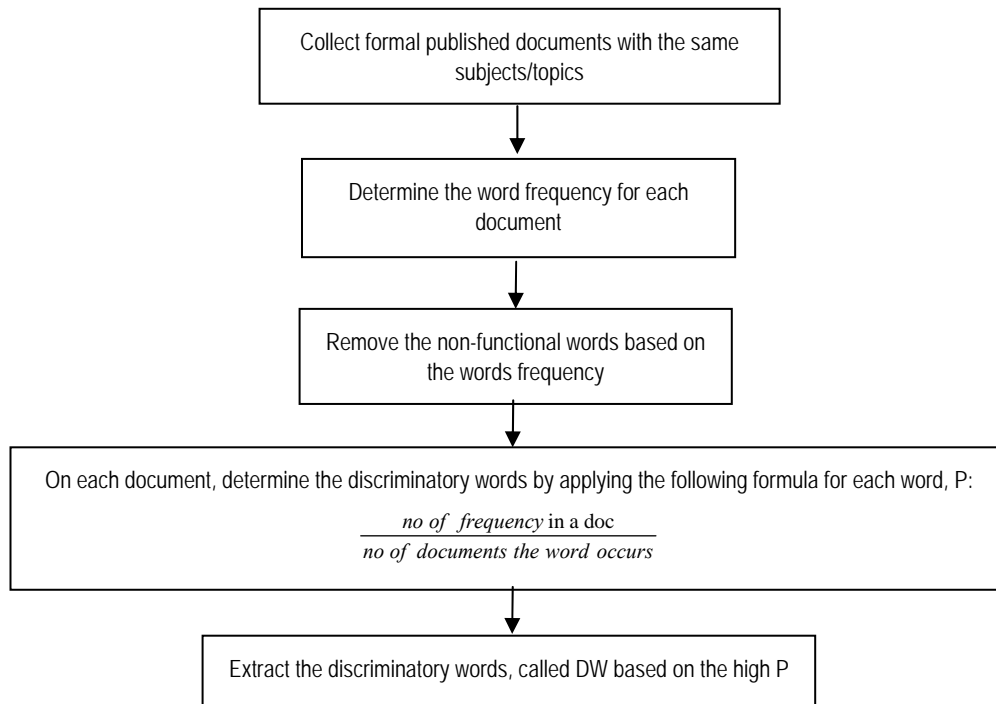 Collect formal published documents with the same
subjects/topics
Determine the word frequency for each
document
Remove the non-functional words based on
the words frequency
On each document, determine the discriminatory words by applying the following formula for each word, P:
no of frequency in a doc
no of documents the word occurs
Extract the discriminatory words, called DW based on the high P